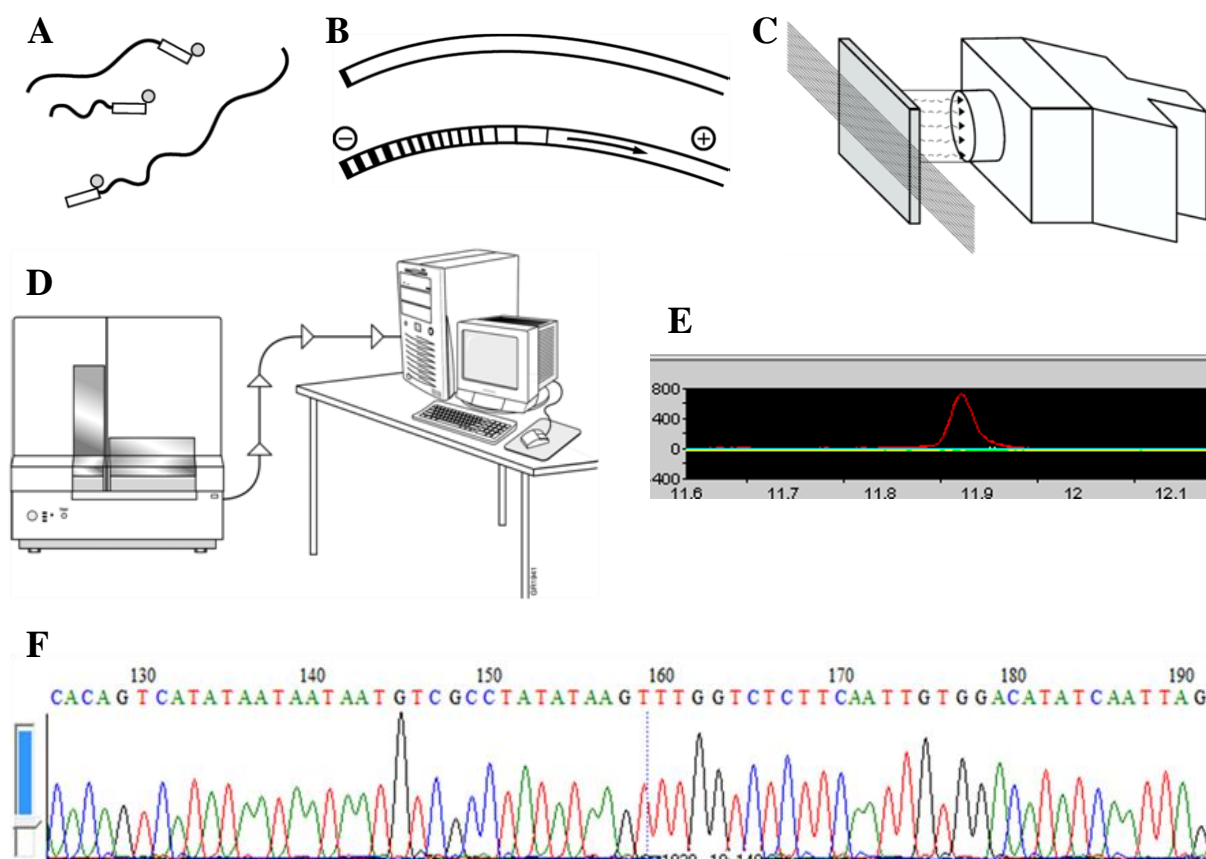 A
B
C
− +
D
GR1941
E
800
400
0
-400
11.6 11.7 11.8 11.9 12 12.1
F
130 140 150 160 170 180 190
CACAGTCATATAATAATAATGTCGCCTATATAAGTTTGGTCTCTTCAATTGTGGACATATCAATTAG